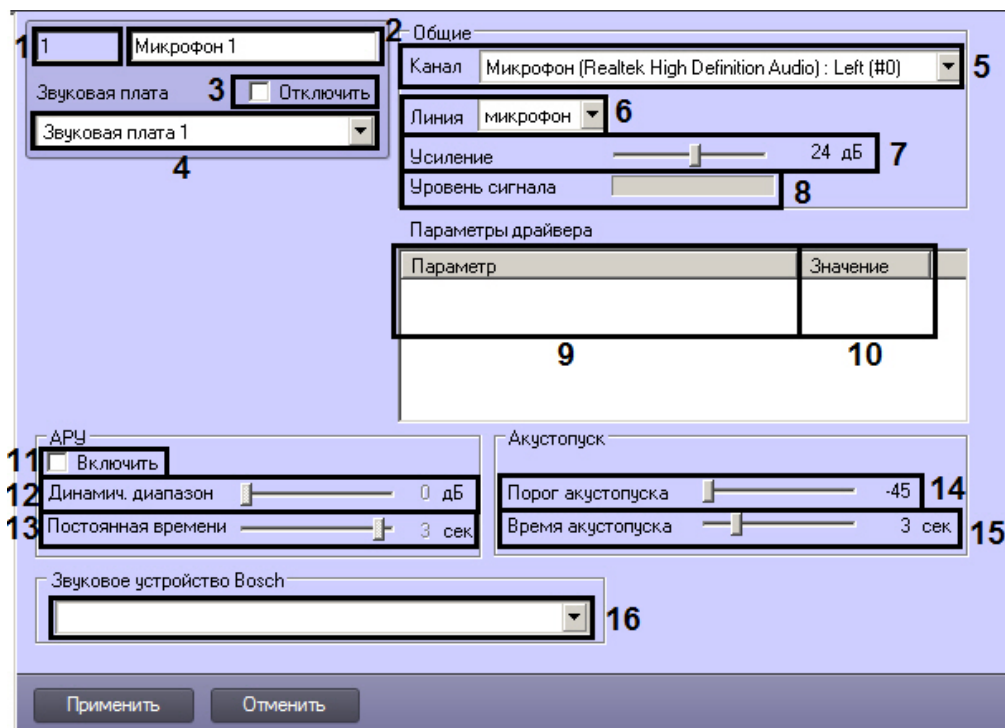 1 1 Микрофон 1 2
Звуковая плата 3 Отключить
Звуковая плата 1
4
Общие
Канал Микрофон (Realtek High Definition Audio) : Left (#0) 5
Линия микрофон 6
Усиление 24 дБ 7
Уровень сигнала 8
Параметры драйвера
Параметр Значение
9 10
АРУ
11 Включить
12 Динамич. диапазон 0 дБ
13 Постоянная времени 3 сек
Акустопуск
Порог акустопуска -45 14
Время акустопуска 3 сек 15
Звуковое устройство Bosch
16
Применить Отменить